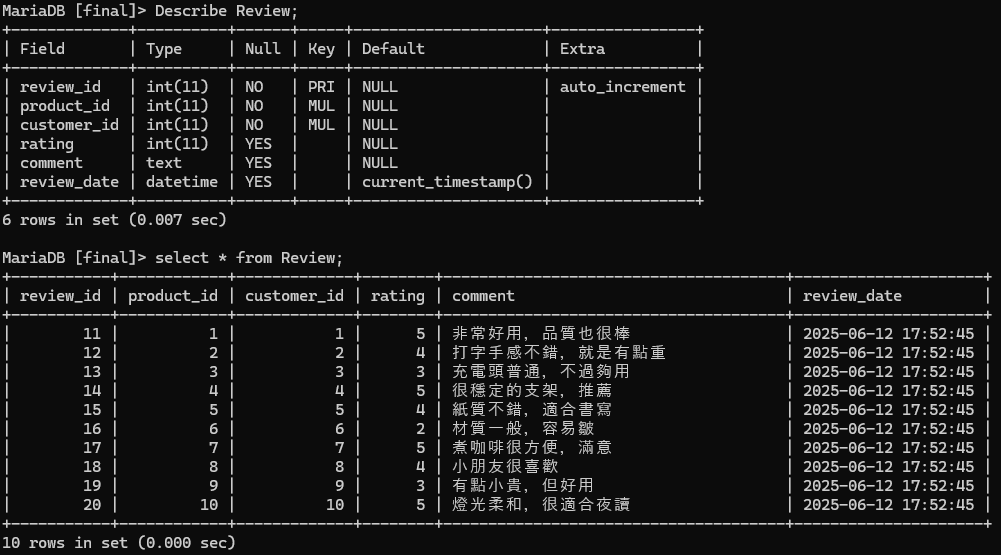 MariaDB [final]> Describe Review;
+-------------+----------+------+-----+---------------------+----------------+
| Field       | Type     | Null | Key | Default             | Extra          |
+-------------+----------+------+-----+---------------------+----------------+
| review_id   | int(11)  | NO   | PRI | NULL                | auto_increment |
| product_id  | int(11)  | NO   | MUL | NULL                |                |
| customer_id | int(11)  | NO   | MUL | NULL                |                |
| rating      | int(11)  | YES  |     | NULL                |                |
| comment     | text     | YES  |     | NULL                |                |
| review_date | datetime | YES  |     | current_timestamp() |                |
+-------------+----------+------+-----+---------------------+----------------+
6 rows in set (0.007 sec)
MariaDB [final]> select * from Review;
+-----------+------------+-------------+--------+--------------------------------------+---------------------+
| review_id | product_id | customer_id | rating | comment                              | review_date         |
+-----------+------------+-------------+--------+--------------------------------------+---------------------+
|        11 |          1 |           1 |      5 | 非常好用，品質也很棒 | 2025-06-12 17:52:45 |
|        12 |          2 |           2 |      4 | 打字手感不錯，就是有點重 | 2025-06-12 17:52:45 |
|        13 |          3 |           3 |      3 | 充電頭普通，不過夠用 | 2025-06-12 17:52:45 |
|        14 |          4 |           4 |      5 | 很穩定的支架，推薦 | 2025-06-12 17:52:45 |
|        15 |          5 |           5 |      4 | 紙質不錯，適合書寫 | 2025-06-12 17:52:45 |
|        16 |          6 |           6 |      2 | 材質一般，容易皺 | 2025-06-12 17:52:45 |
|        17 |          7 |           7 |      5 | 煮咖啡很方便，滿意 | 2025-06-12 17:52:45 |
|        18 |          8 |           8 |      4 | 小朋友很喜歡 | 2025-06-12 17:52:45 |
|        19 |          9 |           9 |      3 | 有點小貴，但好用 | 2025-06-12 17:52:45 |
|        20 |         10 |          10 |      5 | 燈光柔和，很適合夜讀 | 2025-06-12 17:52:45 |
+-----------+------------+-------------+--------+--------------------------------------+---------------------+
10 rows in set (0.000 sec)